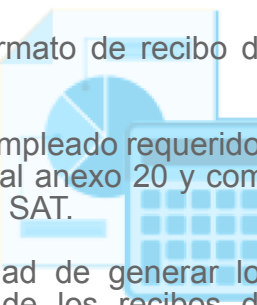 rmato de recibo d
mpleado requerido
al anexo 20 y com
SAT.
ad de generar lo
de los recibos d